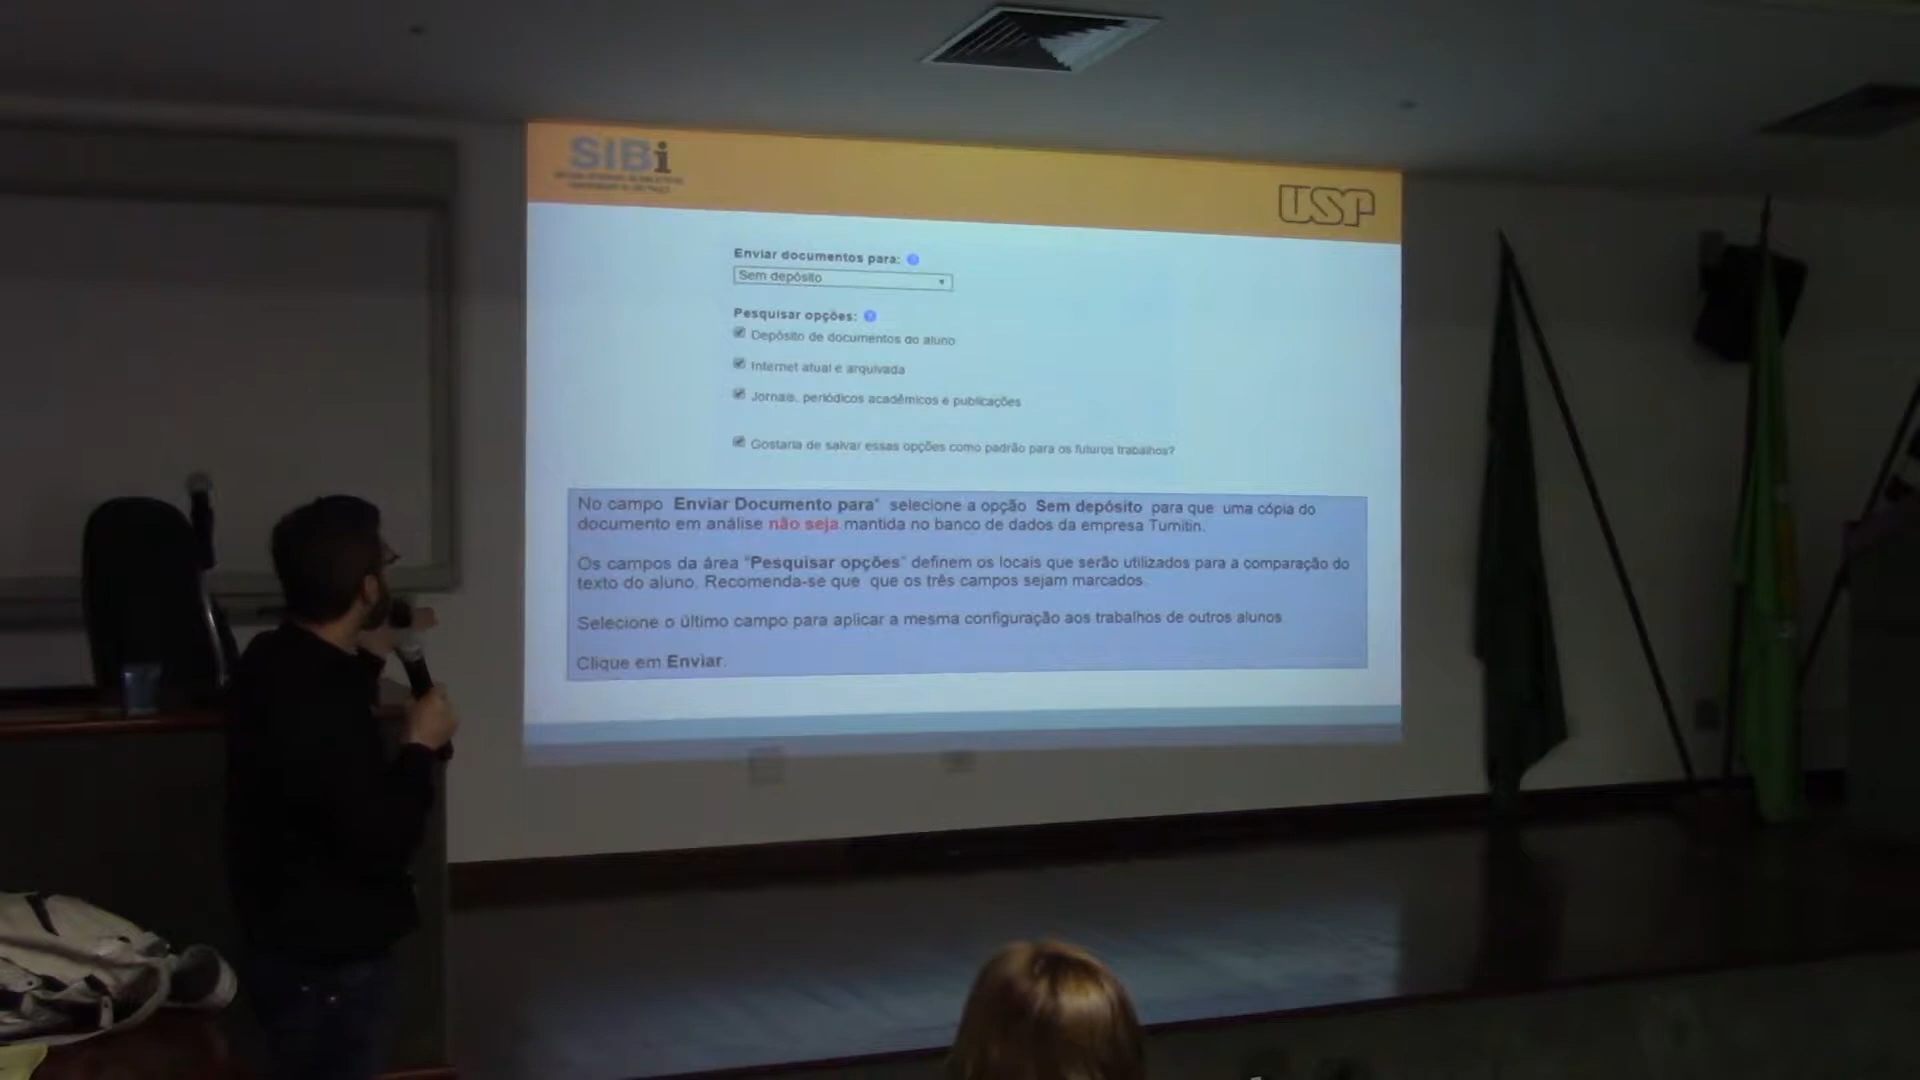 SIBi
USP
Enviar documentos para:
Sem depósito
Pesquisar opções:
Depósito de documentos do aluno
Internet atual e arquivada
Jornais, periódicos acadêmicos e publicações
Gostaria de salvar essas opções como padrão para os futuros trabalhos?
No campo Enviar Documento para" selecione a opção Sem depósito para que uma cópia do
documento em análise não seja mantida no banco de dados da empresa Turnitin.
Os campos da área "Pesquisar opções" definem os locais que serão utilizados para a comparação do
texto do aluno. Recomenda-se que que os três campos sejam marcados
Selecione o último campo para aplicar a mesma configuração aos trabalhos de outros alunos
Clique em Enviar.